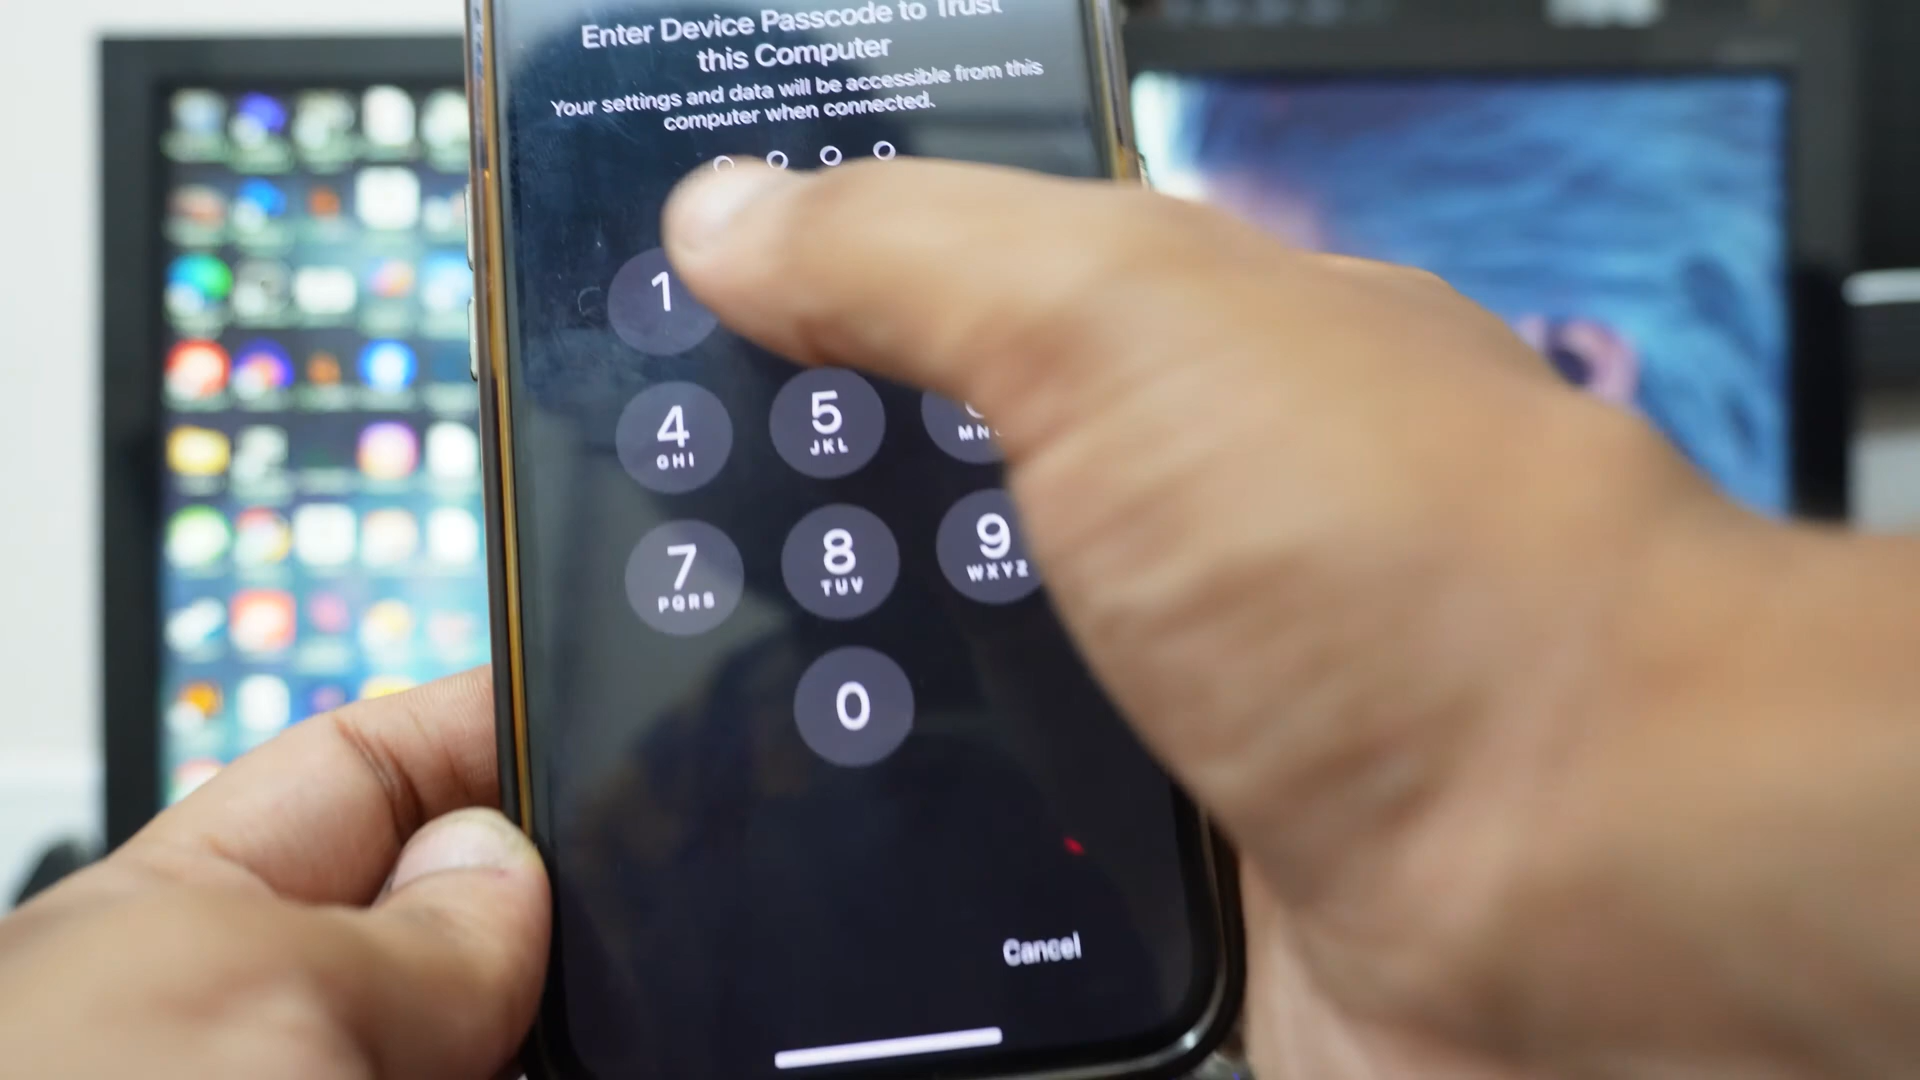 Enter Device Passcode to Trust
this Computer
Your settings and data will be accessible from this
computer when connected.
1
4
5
GHI
JKL
MN
7
8
9
PQRS
TUV
WXYZ
0
Cancel